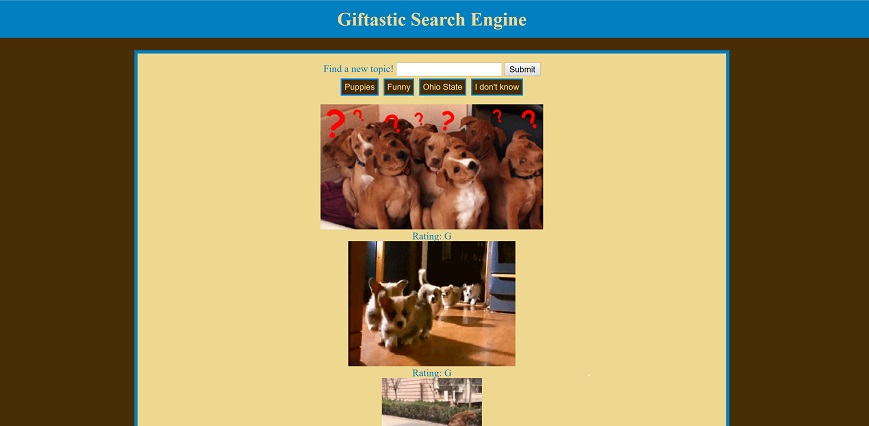 Giftastic Search Engine
Find a new topic! Submit
Puppies Funny Ohio State I don't know
? ? ? ? ? ? ?
Rating: G
Rating: G